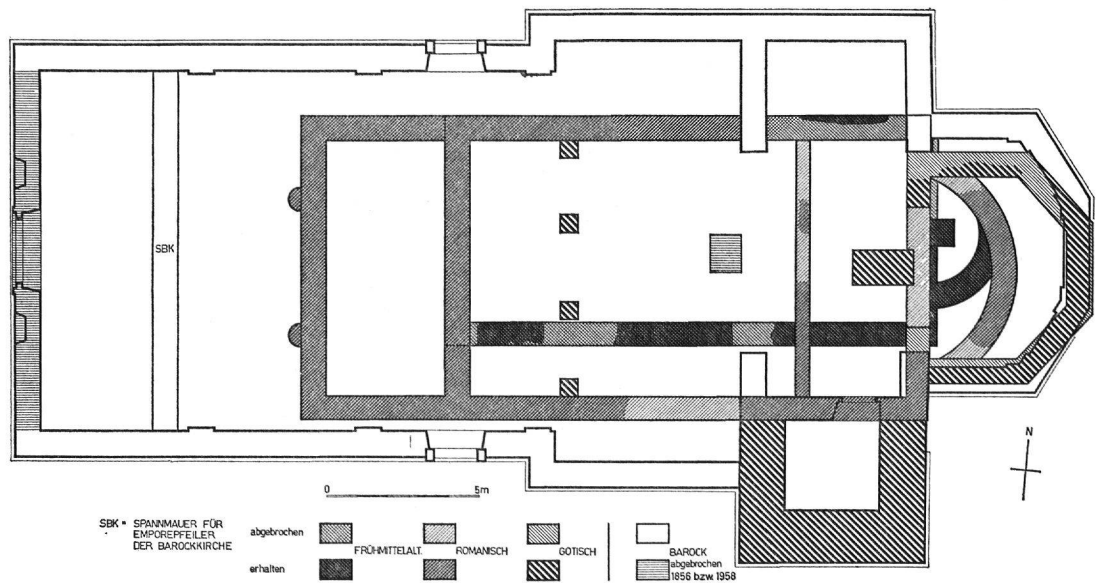 SBK
N
0 5m
SBK = SPANNMAUER FÜR
EMPOREPFEILER
DER BAROCKKIRCHE
abgebrochen
FRÜHMITTELALT. ROMANISCH GOTISCH BAROCK
erhalten
abgebrochen
1856 bzw. 1958